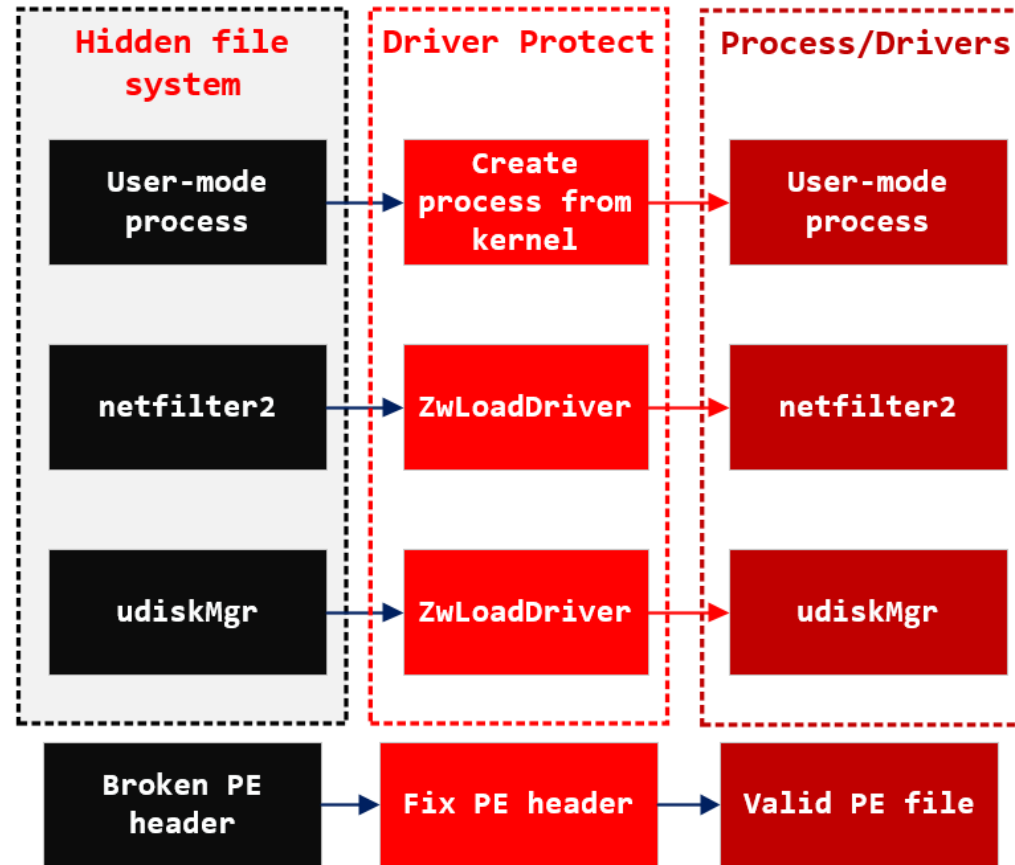 Hidden file
system
Driver Protect
Process/Drivers
User-mode
process
Create
process from
kernel
User-mode
process
netfilter2
ZwLoadDriver
netfilter2
udiskMgr
ZwLoadDriver
udiskMgr
Broken PE
header
Fix PE header
Valid PE file